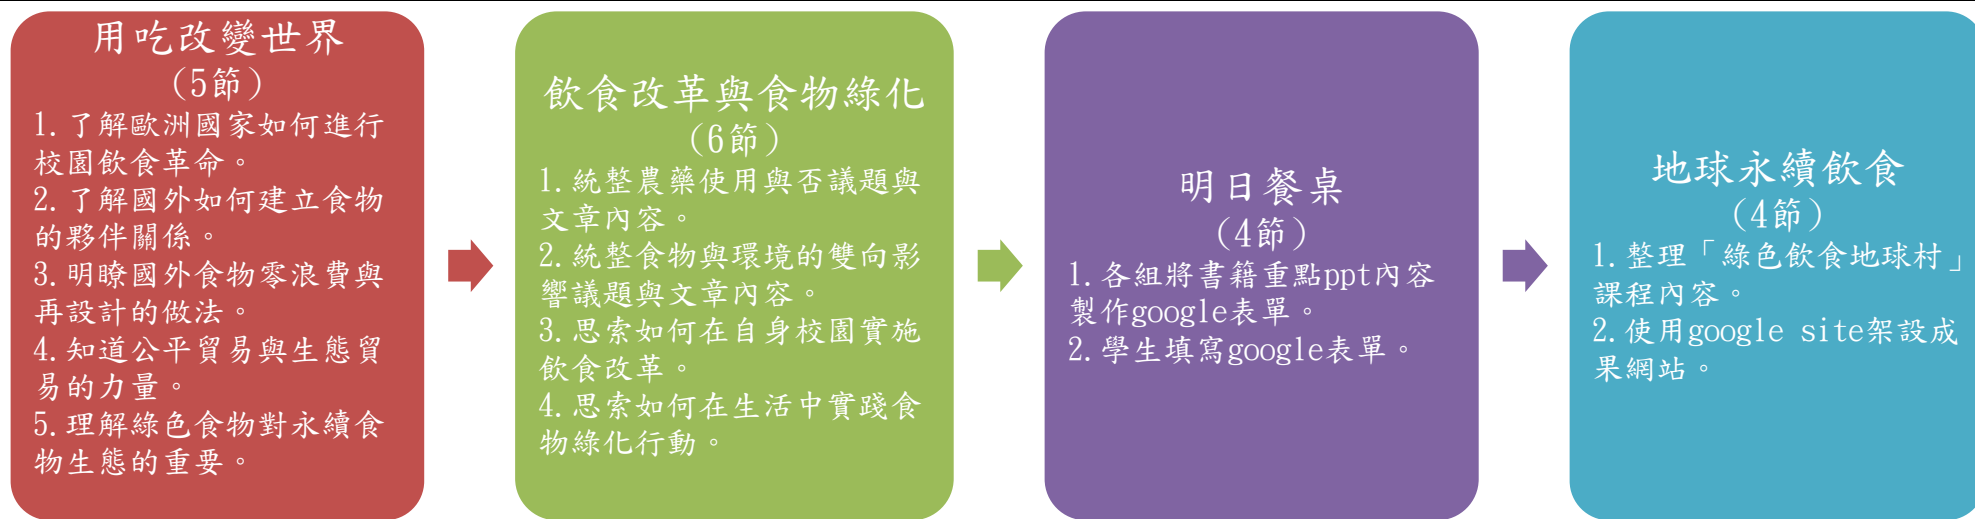 用吃改變世界
(5節)
1.了解歐洲國家如何進行
校園飲食革命。
2.了解國外如何建立食物
的夥伴關係。
3.明瞭國外食物零浪費與
再設計的做法。
4.知道公平貿易與生態貿
易的力量。
5.理解綠色食物對永續食
物生態的重要。
飲食改革與食物綠化
(6節)
1.統整農藥使用與否議題與
文章內容。
2.統整食物與環境的雙向影
響議題與文章內容。
3.思索如何在自身校園實施
飲食改革。
4.思索如何在生活中實踐食
物綠化行動。
明日餐桌
(4節)
1.各組將書籍重點ppt內容
製作google表單。
2.學生填寫google表單。
地球永續飲食
(4節)
1.整理「綠色飲食地球村」
課程內容。
2.使用google site架設成
果網站。